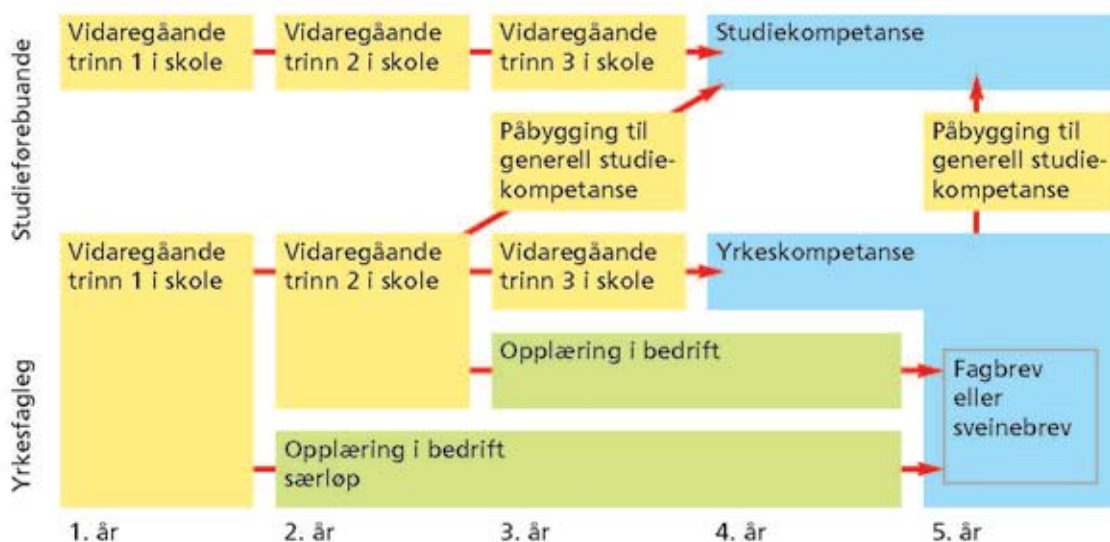 Studieførebuande
Vidaregåande
trinn 1 i skole
Vidaregåande
trinn 2 i skole
Vidaregåande
trinn 3 i skole
Studiekompetanse
Påbygging til
generell studie-
kompetanse
Påbygging til
generell studie-
kompetanse
Yrkesfagleg
Vidaregåande
trinn 1 i skole
Vidaregåande
trinn 2 i skole
Vidaregåande
trinn 3 i skole
Yrkeskompetanse
Opplæring i bedrift
Fagbrev
eller
sveinebrev
Opplæring i bedrift
særløp
1. år
2. år
3. år
4. år
5. år